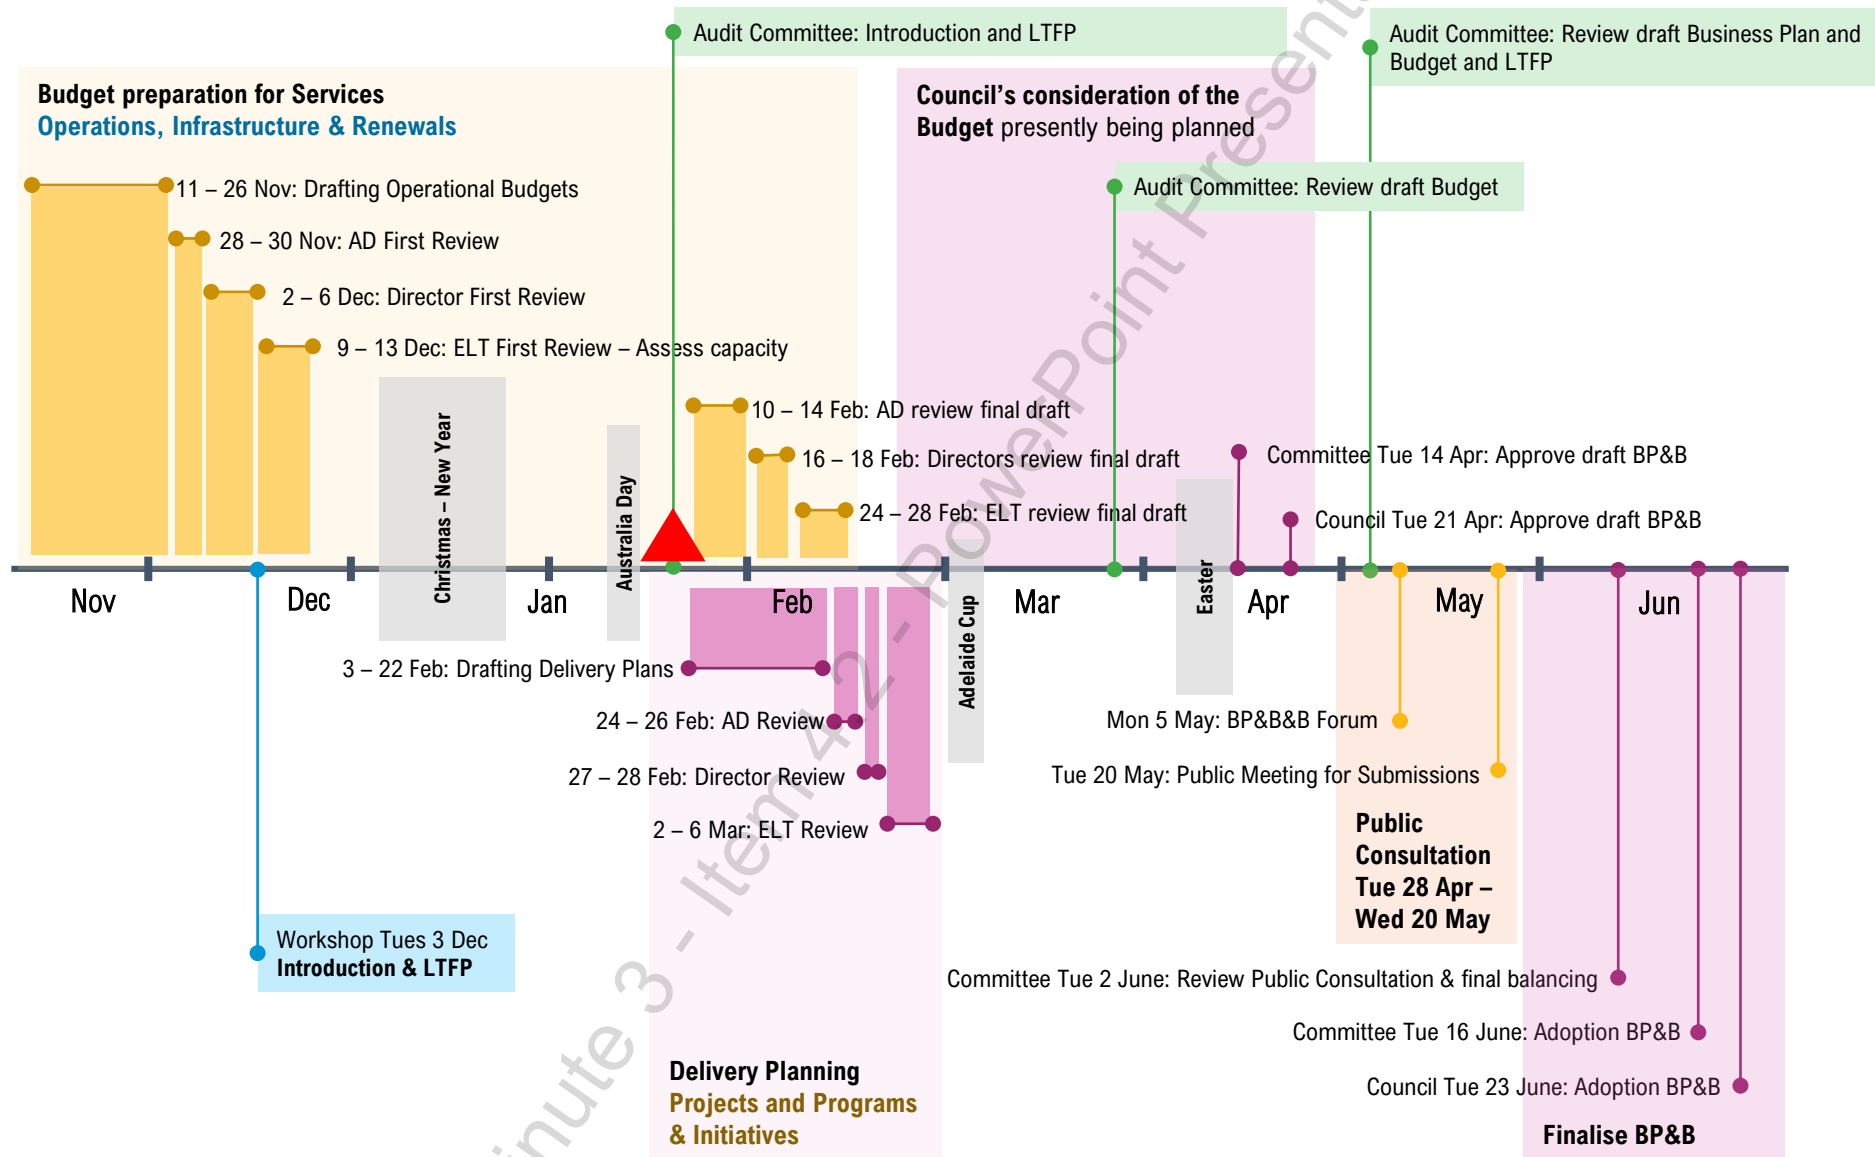 Audit Committee: Introduction and LTFP
Audit Committee: Review draft Business Plan and
Budget and LTFP
Budget preparation for Services
Operations, Infrastructure & Renewals
Council's consideration of the
Budget presently being planned
Audit Committee: Review draft Budget
11 – 26 Nov: Drafting Operational Budgets
28 – 30 Nov: AD First Review
2 – 6 Dec: Director First Review
9 – 13 Dec: ELT First Review – Assess capacity
10 – 14 Feb: AD review final draft
16 – 18 Feb: Directors review final draft
24 – 28 Feb: ELT review final draft
Committee Tue 14 Apr: Approve draft BP&B
Council Tue 21 Apr: Approve draft BP&B
Christmas – New Year
Australia Day
Adelaide Cup
Easter
Nov
Dec
Jan
Feb
Mar
Apr
May
Jun
3 – 22 Feb: Drafting Delivery Plans
24 – 26 Feb: AD Review
27 – 28 Feb: Director Review
2 – 6 Mar: ELT Review
Mon 5 May: BP&B&B Forum
Tue 20 May: Public Meeting for Submissions
Public
Consultation
Tue 28 Apr –
Wed 20 May
Workshop Tues 3 Dec
Introduction & LTFP
Committee Tue 2 June: Review Public Consultation & final balancing
Committee Tue 16 June: Adoption BP&B
Council Tue 23 June: Adoption BP&B
Delivery Planning
Projects and Programs
& Initiatives
Finalise BP&B
inute 3 - Item 4.2 - PowerPoint Presente